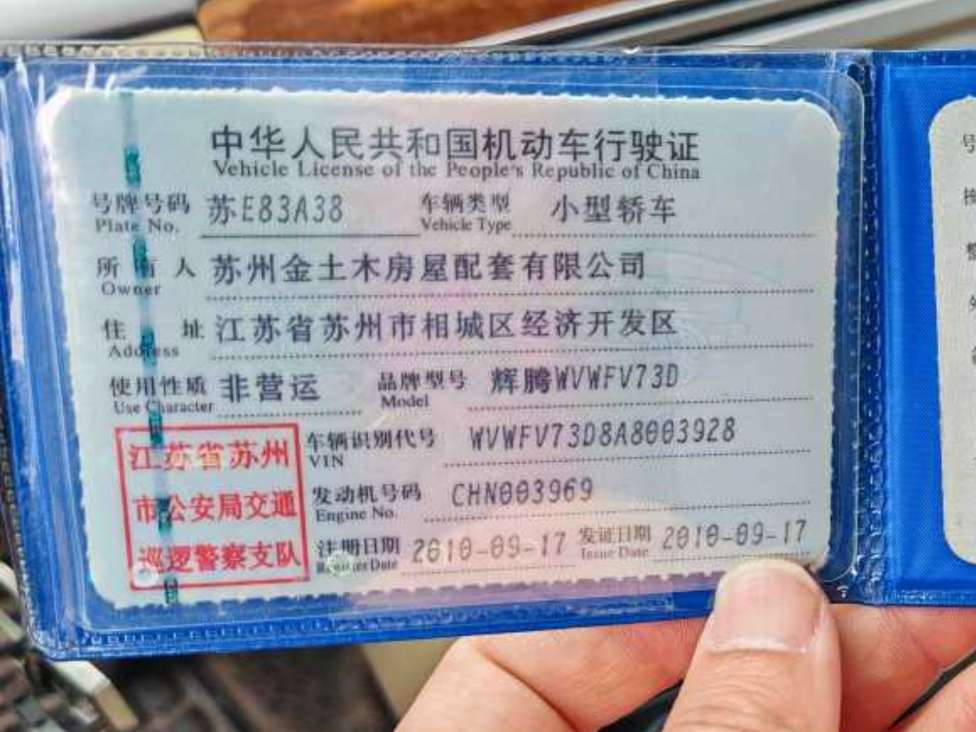 中华人民共和国机动车行驶证
Vehicle License of the People's Republic of China
号牌号码 苏E83A38 车辆类型 小型轿车
Plate No. Vehicle Type
所有人 苏州金土木房屋配套有限公司
Owner
住址 江苏省苏州市相城区经济开发区
Address
使用性质 非营运 品牌型号 辉腾WVWFV73D
Use Character Model
车辆识别代号 WVWFV73D8A8003928
VIN
发动机号码 CHN003969
Engine No.
注册日期 2010-09-17 发证日期 2010-09-17
Register Date Issue Date
江苏省苏州
市公安局交通
巡逻警察支队
号